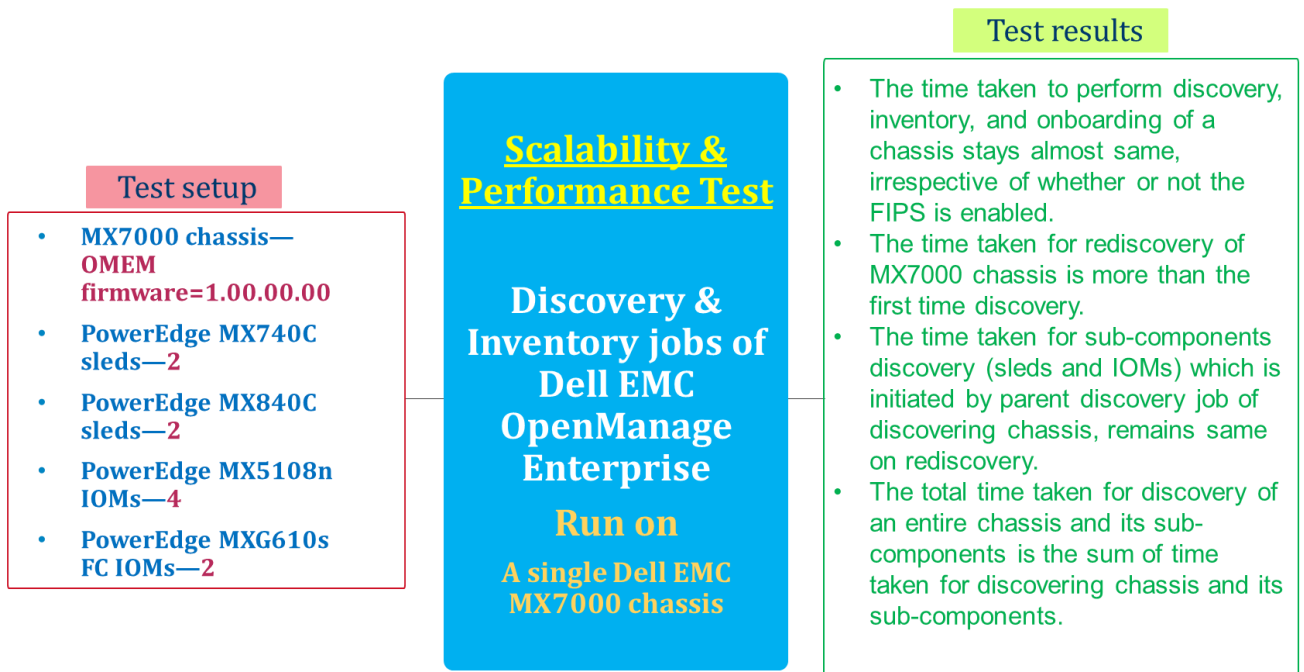 Test setup
• MX7000 chassis—
OMEM
firmware=1.00.00.00
• PowerEdge MX740C
sleds—2
• PowerEdge MX840C
sleds—2
• PowerEdge MX5108n
IOMs—4
• PowerEdge MXG610s
FC IOMs—2
Scalability &
Performance Test
Discovery &
Inventory jobs of
Dell EMC
OpenManage
Enterprise
Run on
A single Dell EMC
MX7000 chassis
Test results
• The time taken to perform discovery,
inventory, and onboarding of a
chassis stays almost same,
irrespective of whether or not the
FIPS is enabled.
• The time taken for rediscovery of
MX7000 chassis is more than the
first time discovery.
• The time taken for sub-components
discovery (sleds and IOMs) which is
initiated by parent discovery job of
discovering chassis, remains same
on rediscovery.
• The total time taken for discovery of
an entire chassis and its sub-
components is the sum of time
taken for discovering chassis and its
sub-components.